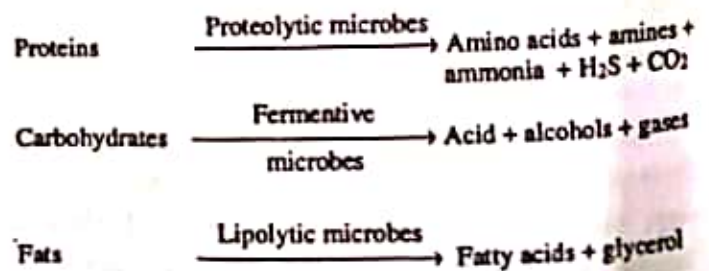 Proteins Proteolytic microbes Amino acids + amines +
ammonia + H₂S + CO₂
Carbohydrates Fermentive Acid + alcohols + gases
microbes
Fats Lipolytic microbes Fatty acids + glycerol